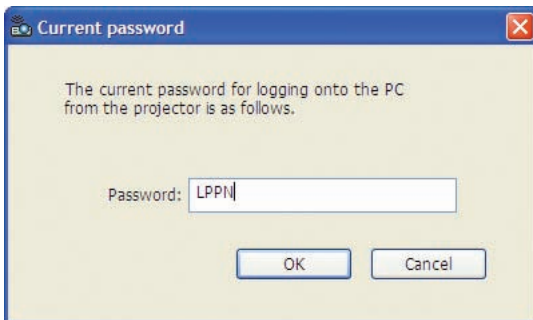 Current password
The current password for logging onto the PC
from the projector is as follows.
Password: LPPN
OK Cancel